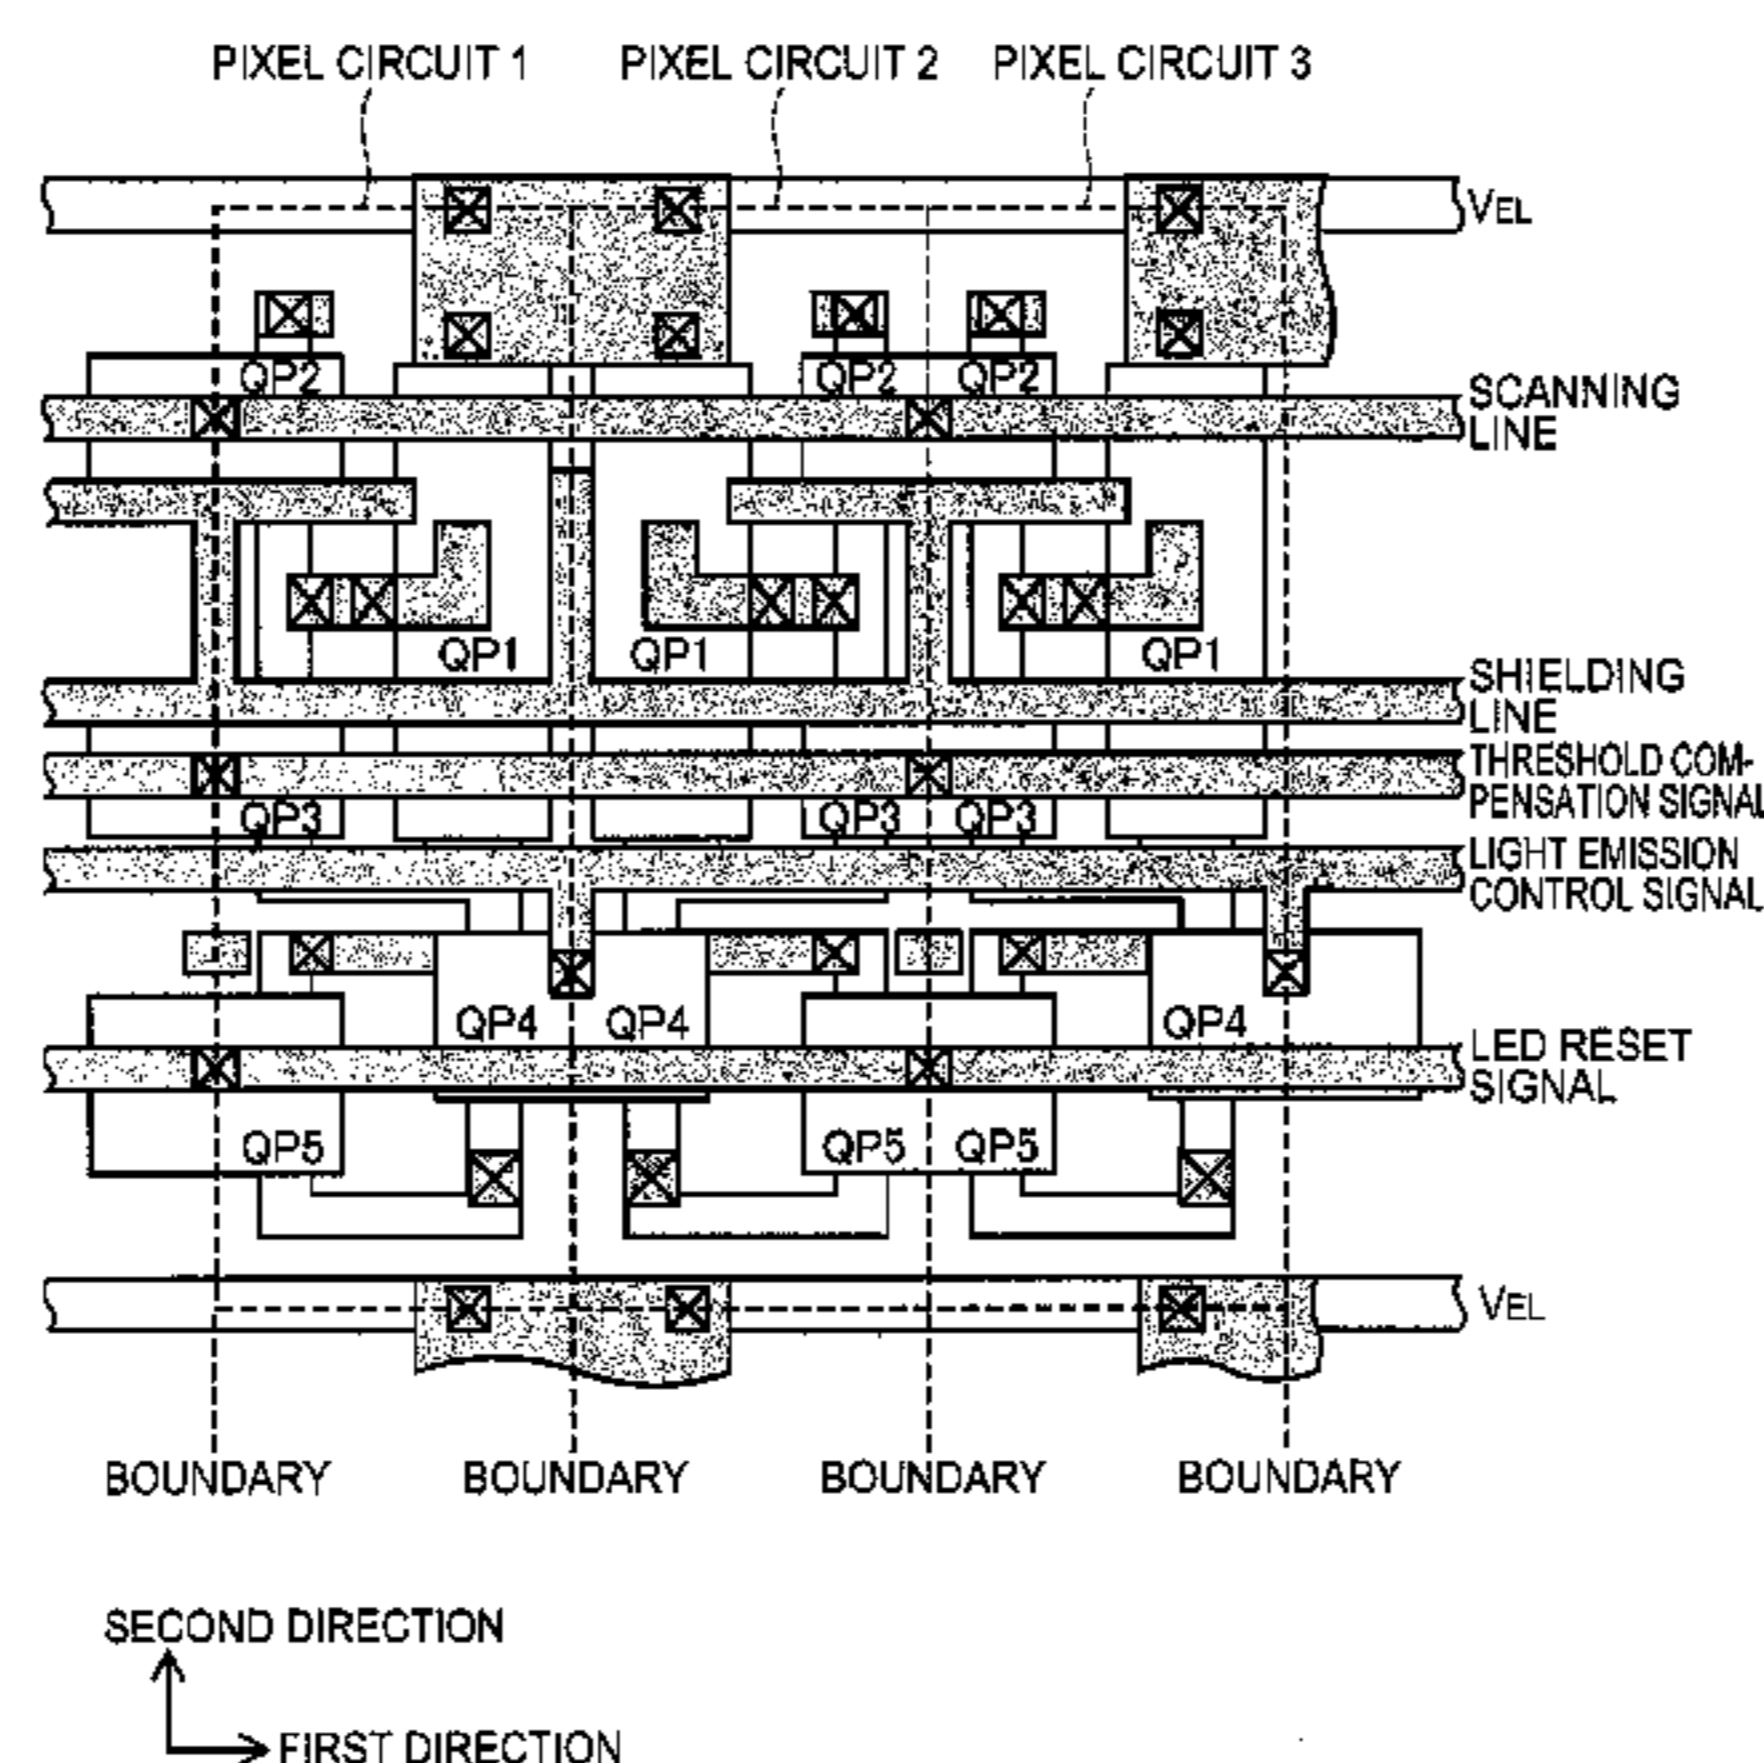 PIXEL CIRCUIT 1 PIXEL CIRCUIT 2 PIXEL CIRCUIT 3
VEL
QP2 QP2 QP2
SCANNING
LINE
QP1 QP1 QP1
SHIELDING
LINE
THRESHOLD COM-
PENSATION SIGNAL
QP3 QP3 QP3
LIGHT EMISSION
CONTROL SIGNAL
QP4 QP4 QP4
LED RESET
SIGNAL
QP5 QP5 QP5
VEL
BOUNDARY BOUNDARY BOUNDARY BOUNDARY
SECOND DIRECTION
FIRST DIRECTION